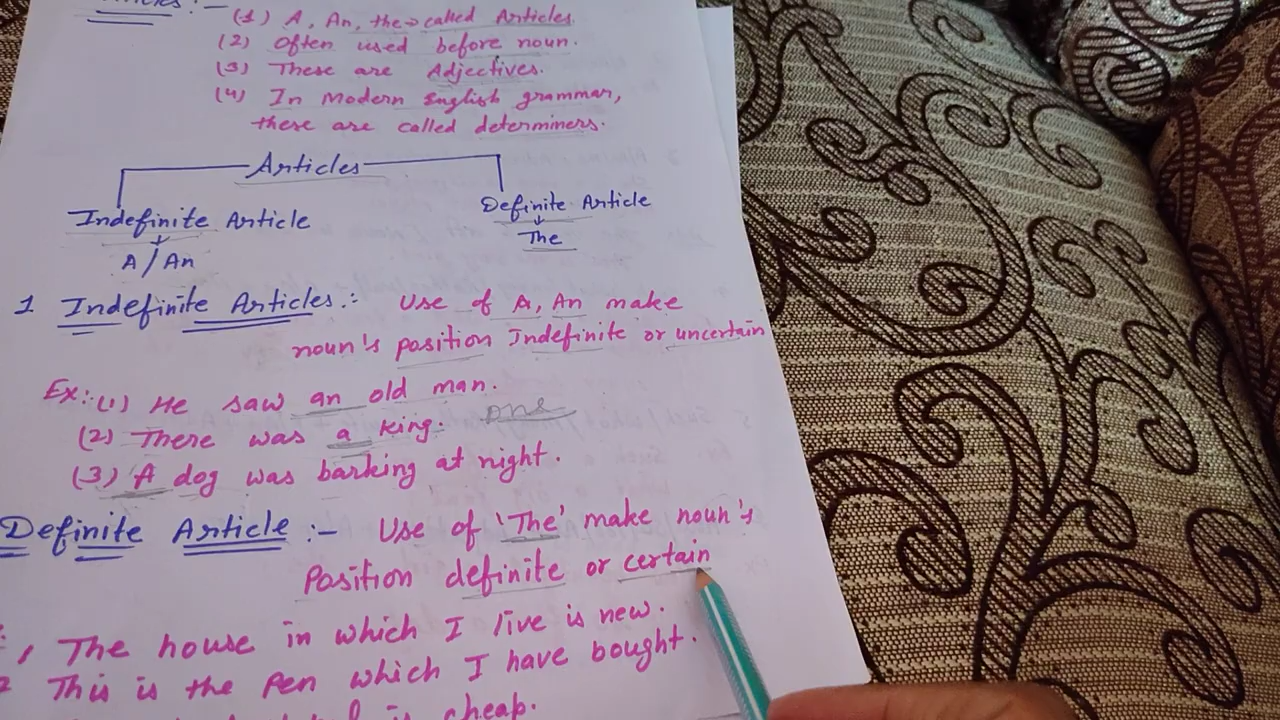 :-
(1) A, An, the → called Articles.
(2) Often used before noun.
(3) These are Adjectives.
(4) In Modern English grammar,
these are called determiners.
Articles
Indefinite Article
Definite Article
A / An
The
1 Indefinite Articles :- Use of A, An make
noun's position Indefinite or uncertain
Ex:- (1) He saw an old man.
one
(2) There was a king.
(3) A dog was barking at night.
Definite Article :- Use of 'The' make noun's
Position definite or certain
1 The house in which I live is new.
2 This is the Pen which I have bought.
is cheap.